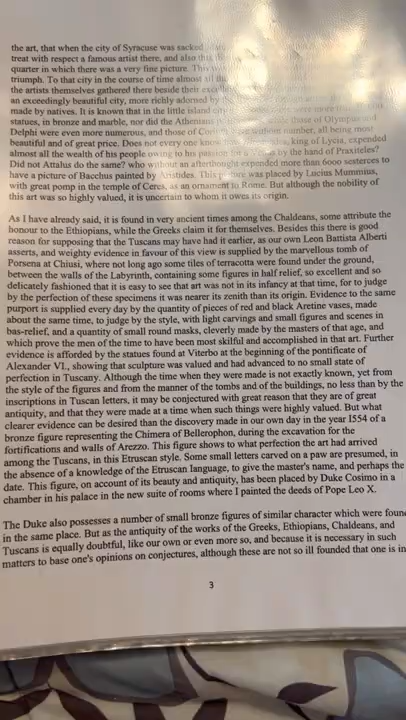 the art, that when the city of Syracuse was sacked
treat with respect a famous artist there, and also
quarter in which there was a very fine picture. This
triumph. To that city in the course of time almost all the
the artists themselves gathered there beside their
an exceedingly beautiful city, more richly adorned by the
made by natives. It is known that in the little island
statues, in bronze and marble, nor did the Athenians those of Olympus and
Delphi were even more numerous, and those of without number, all being most
beautiful and of great price. Does not every one know king of Lycia, expended
almost all the wealth of his people owing to his passion for a by the hand of Praxiteles?
Did not Attalus do the same? who without an afterthought expended more than 6000 sesterces to
have a picture of Bacchus painted by Aristides. This picture was placed by Lucius Mummius,
with great pomp in the temple of Ceres, as an ornament to Rome. But although the nobility of
this art was so highly valued, it is uncertain to whom it owes its origin.
As I have already said, it is found in very ancient times among the Chaldeans, some attribute the
honour to the Ethiopians, while the Greeks claim it for themselves. Besides this there is good
reason for supposing that the Tuscans may have had it earlier, as our own Leon Battista Alberti
asserts, and weighty evidence in favour of this view is supplied by the marvellous tomb of
Porsena at Chiusi, where not long ago some tiles of terracotta were found under the ground,
between the walls of the Labyrinth, containing some figures in half relief, so excellent and so
delicately fashioned that it is easy to see that art was not in its infancy at that time, for to judge
by the perfection of these specimens it was nearer its zenith than its origin. Evidence to the same
purport is supplied every day by the quantity of pieces of red and black Aretine vases, made
about the same time, to judge by the style, with light carvings and small figures and scenes in
bas-relief, and a quantity of small round masks, cleverly made by the masters of that age, and
which prove the men of the time to have been most skilful and accomplished in that art. Further
evidence is afforded by the statues found at Viterbo at the beginning of the pontificate of
Alexander VI., showing that sculpture was valued and had advanced to no small state of
perfection in Tuscany. Although the time when they were made is not exactly known, yet from
the style of the figures and from the manner of the tombs and of the buildings, no less than by the
inscriptions in Tuscan letters, it may be conjectured with great reason that they are of great
antiquity, and that they were made at a time when such things were highly valued. But what
clearer evidence can be desired than the discovery made in our own day in the year 1554 of a
bronze figure representing the Chimera of Bellerophon, during the excavation for the
fortifications and walls of Arezzo. This figure shows to what perfection the art had arrived
among the Tuscans, in this Etruscan style. Some small letters carved on a paw are presumed, in
the absence of a knowledge of the Etruscan language, to give the master's name, and perhaps the
date. This figure, on account of its beauty and antiquity, has been placed by Duke Cosimo in a
chamber in his palace in the new suite of rooms where I painted the deeds of Pope Leo X.
The Duke also possesses a number of small bronze figures of similar character which were found
in the same place. But as the antiquity of the works of the Greeks, Ethiopians, Chaldeans, and
Tuscans is equally doubtful, like our own or even more so, and because it is necessary in such
matters to base one's opinions on conjectures, although these are not so ill founded that one is in
3